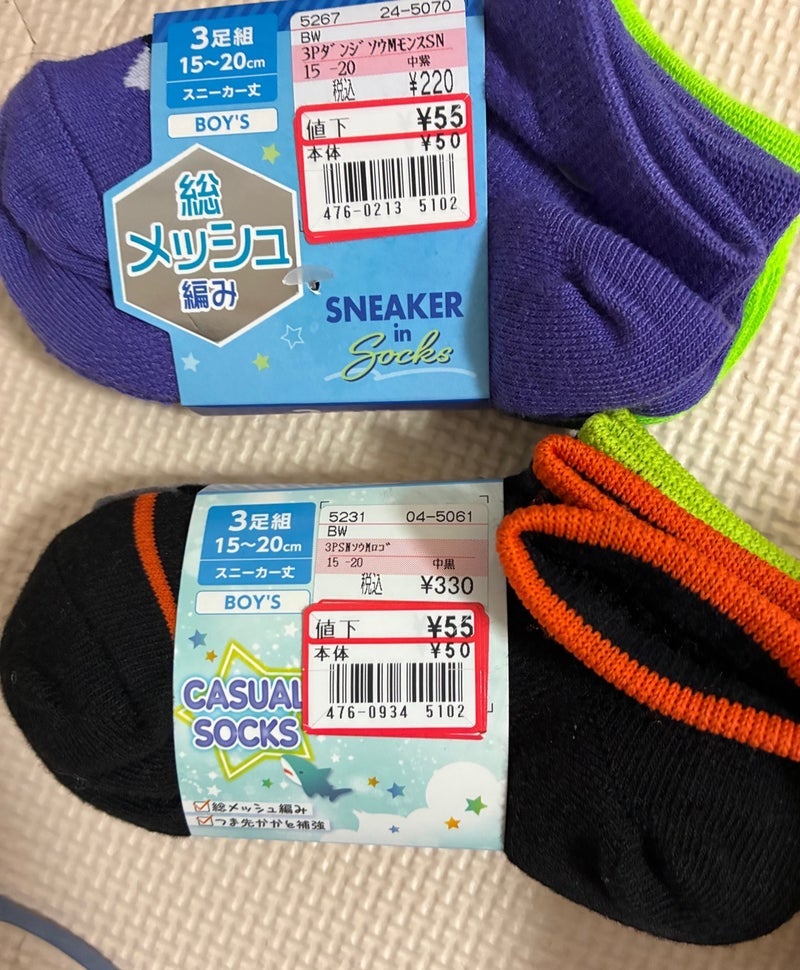 3足組
15~20cm
スニーカー丈
BOY'S
総
メッシュ
編み
5267 24-5070
BW
3Pダンジ ソウMモンスSN
15 -20 中紫
税込 ¥220
値下 ¥55
本体 ¥50
476-0213 5102
SNEAKER
in
Socks
3足組
15~20cm
スニーカー丈
BOY'S
5231 04-5061
BW
3PSNソウMロゴ
15 -20 中黒
税込 ¥330
値下 ¥55
本体 ¥50
476-0934 5102
CASUAL
SOCKS
総メッシュ編み
つま先かかと補強